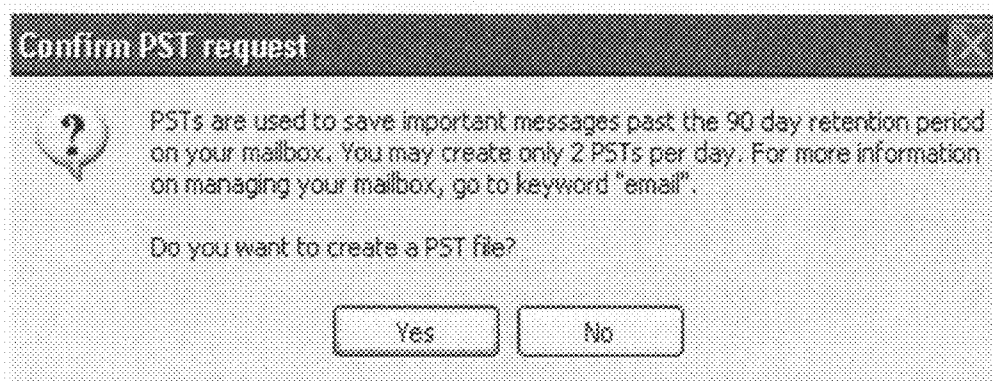 Confirm PST request
?
PSTs are used to save important messages past the 90 day retention period
on your mailbox. You may create only 2 PSTs per day. For more information
on managing your mailbox, go to keyword "email".
Do you want to create a PST file?
Yes
No